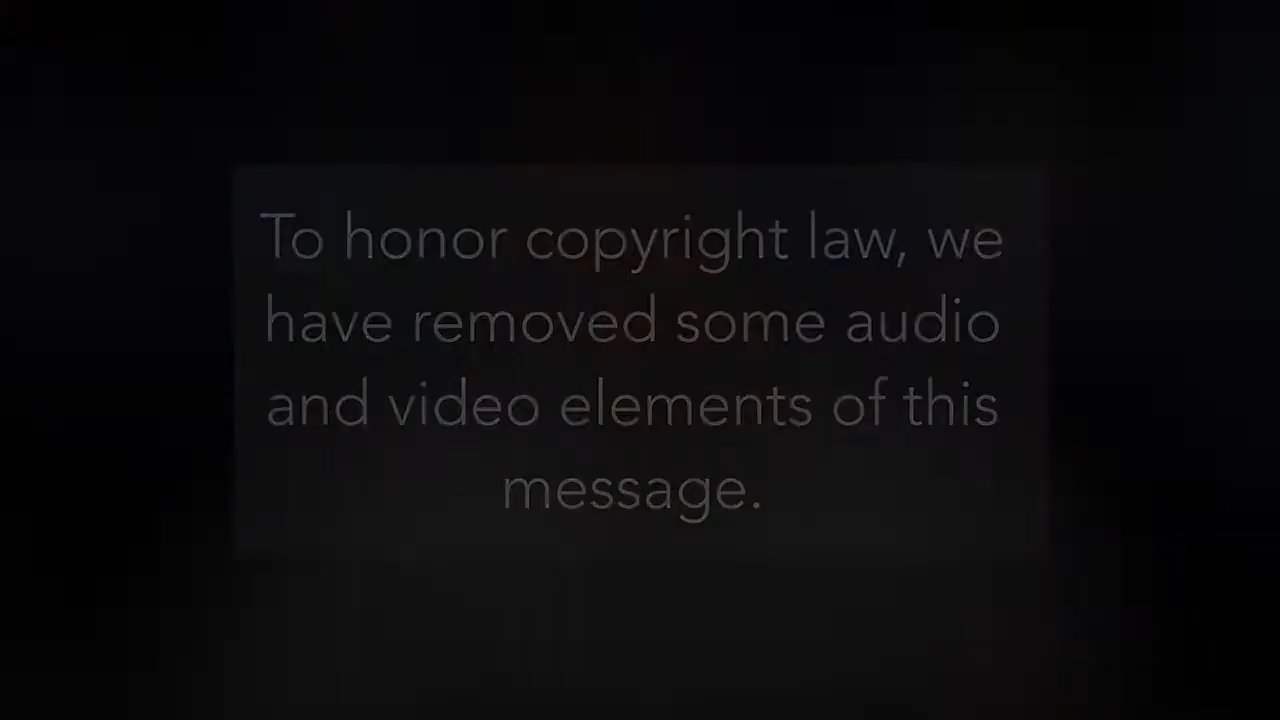 To honor copyright law, we
have removed some audio
and video elements of this
message.